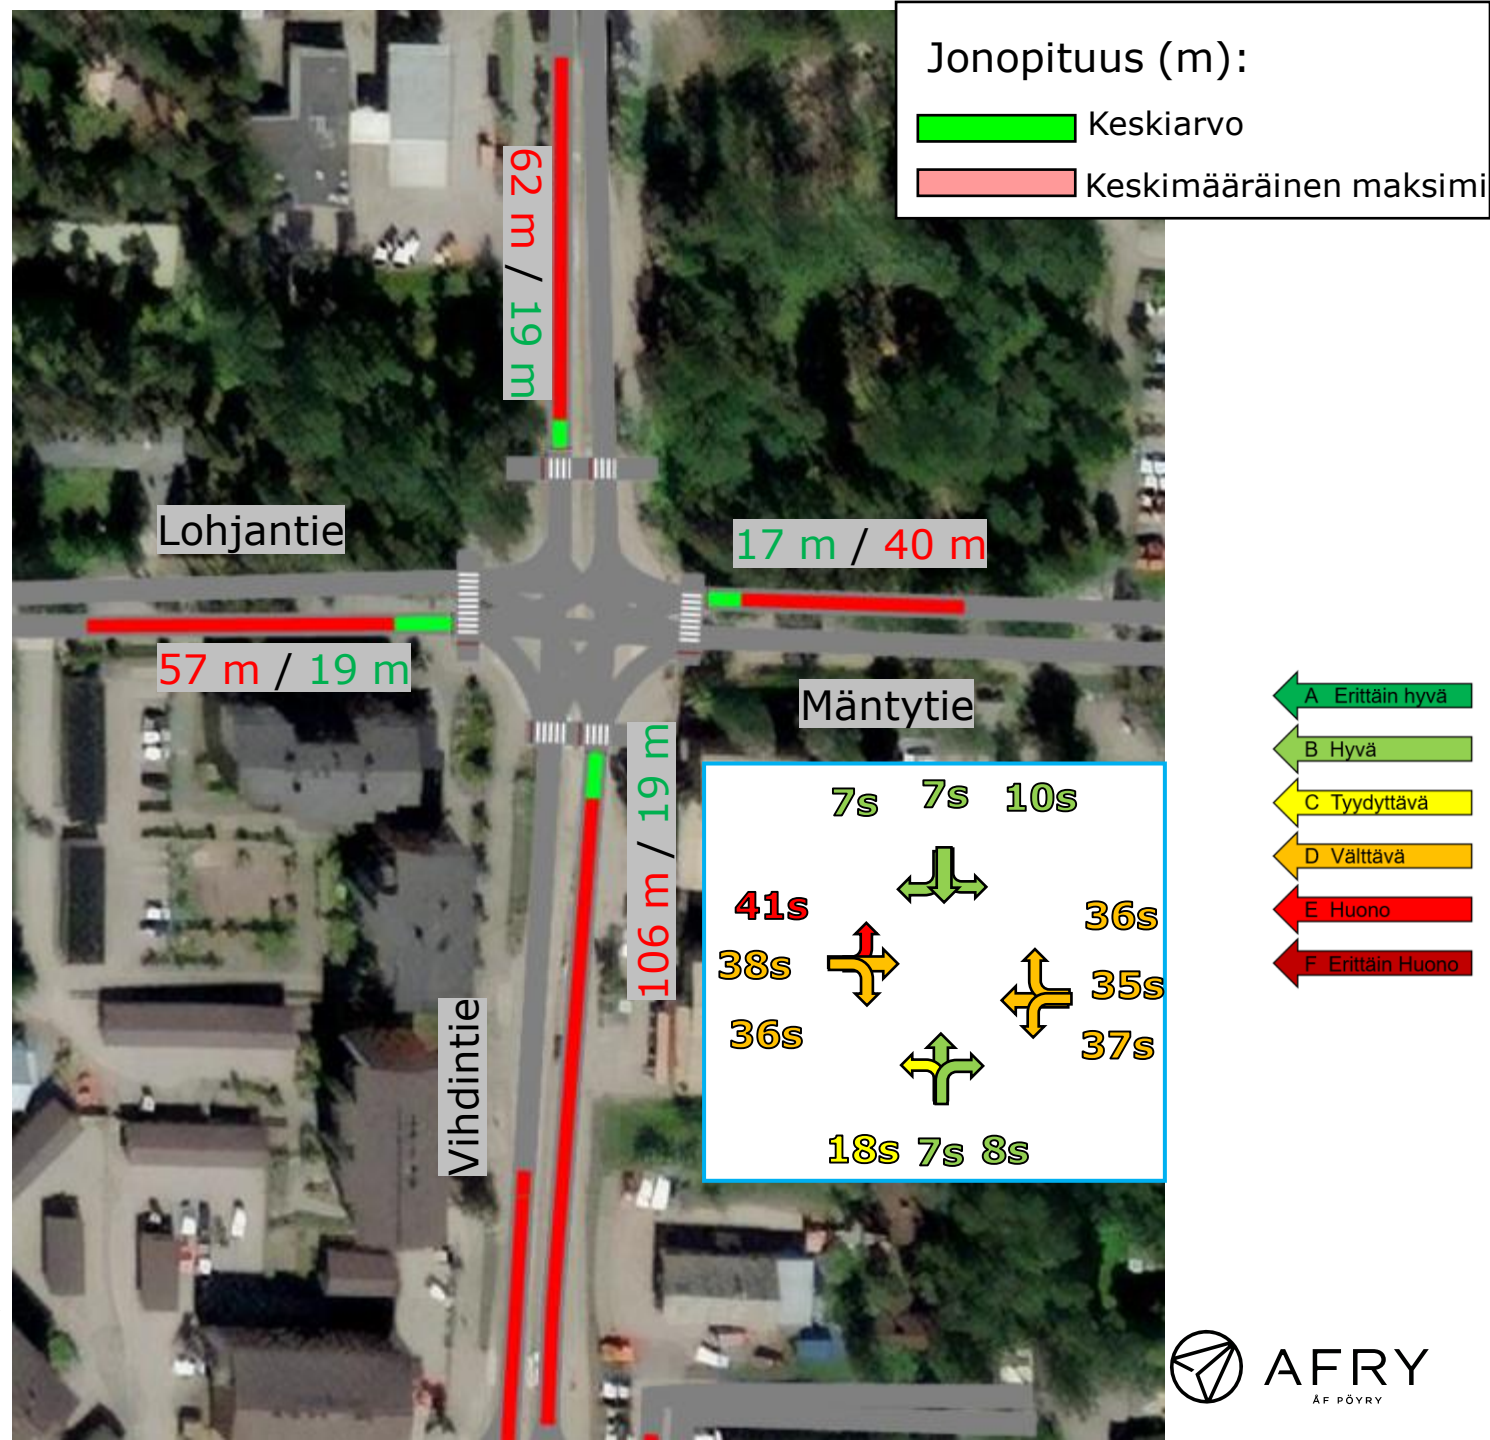 Jonopituus (m):
Keskiarvo
Keskimääräinen maksimi
62 m / 19 m
Lohjantie
17 m / 40 m
57 m / 19 m
Mäntytie
106 m / 19 m
Vihdintie
7s 7s 10s
41s
36s
38s
35s
36s
37s
18s 7s 8s
A Erittäin hyvä
B Hyvä
C Tyydyttävä
D Välttävä
E Huono
F Erittäin Huono
AFRY
ÅF PÖYRY